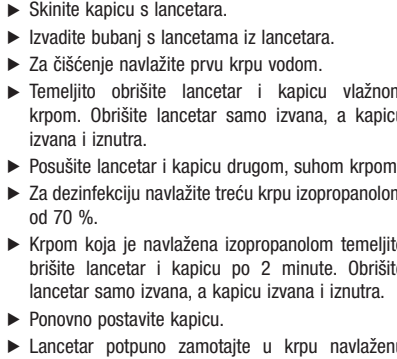 ► Skinite kapicu s lancetara.
► Izvadite bubanj s lancetama iz lancetara.
► Za čišćenje navlažite prvu krpu vodom.
► Temeljito obrišite lancetar i kapicu vlažnom
krpom. Obrišite lancetar samo izvana, a kapicu
izvana i iznutra.
► Posušite lancetar i kapicu drugom, suhom krpom
► Za dezinfekciju navlažite treću krpu izopropanolom
od 70 %.
► Krpom koja je navlažena izopropanolom temeljito
brišite lancetar i kapicu po 2 minute. Obrišite
lancetar samo izvana, a kapicu izvana i iznutra.
► Ponovno postavite kapicu.
► Lancetar potpuno zamotajte u krpu navlaženu